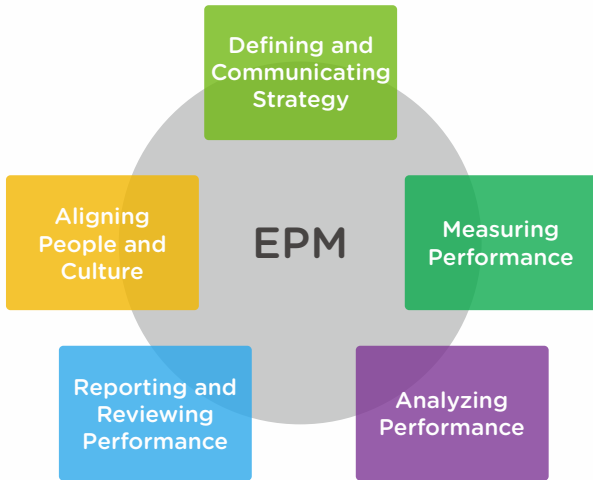 Defining and
Communicating
Strategy
Aligning
People and
Culture
EPM
Measuring
Performance
Reporting and
Reviewing
Performance
Analyzing
Performance